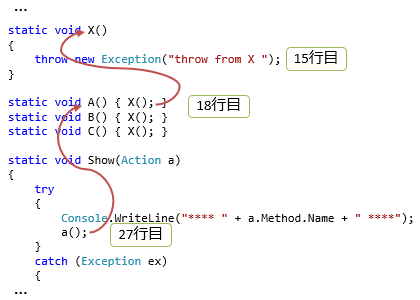 ...
static void X()
{
    throw new Exception("throw from X ");
15行目
}
static void A() { X(); }
18行目
static void B() { X(); }
static void C() { X(); }
static void Show(Action a)
{
    try
    {
        Console.WriteLine("**** " + a.Method.Name + " ****");
        a();
27行目
    }
    catch (Exception ex)
    {
...